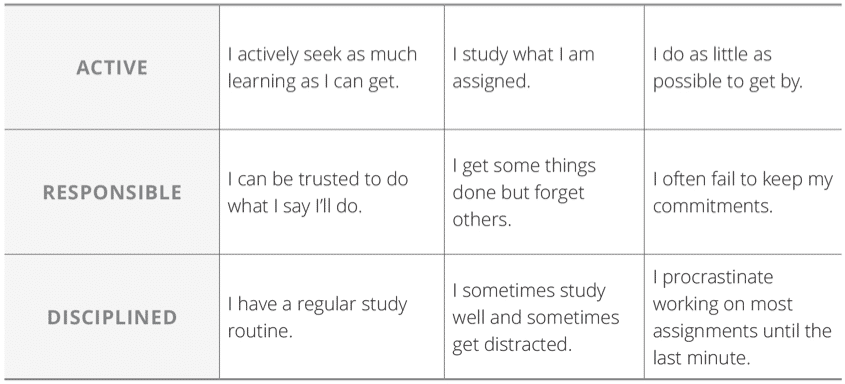 ACTIVE
I actively seek as much
learning as I can get.
I study what I am
assigned.
I do as little as
possible to get by.
RESPONSIBLE
I can be trusted to do
what I say I’ll do.
I get some things
done but forget
others.
I often fail to keep my
commitments.
DISCIPLINED
I have a regular study
routine.
I sometimes study
well and sometimes
get distracted.
I procrastinate
working on most
assignments until the
last minute.